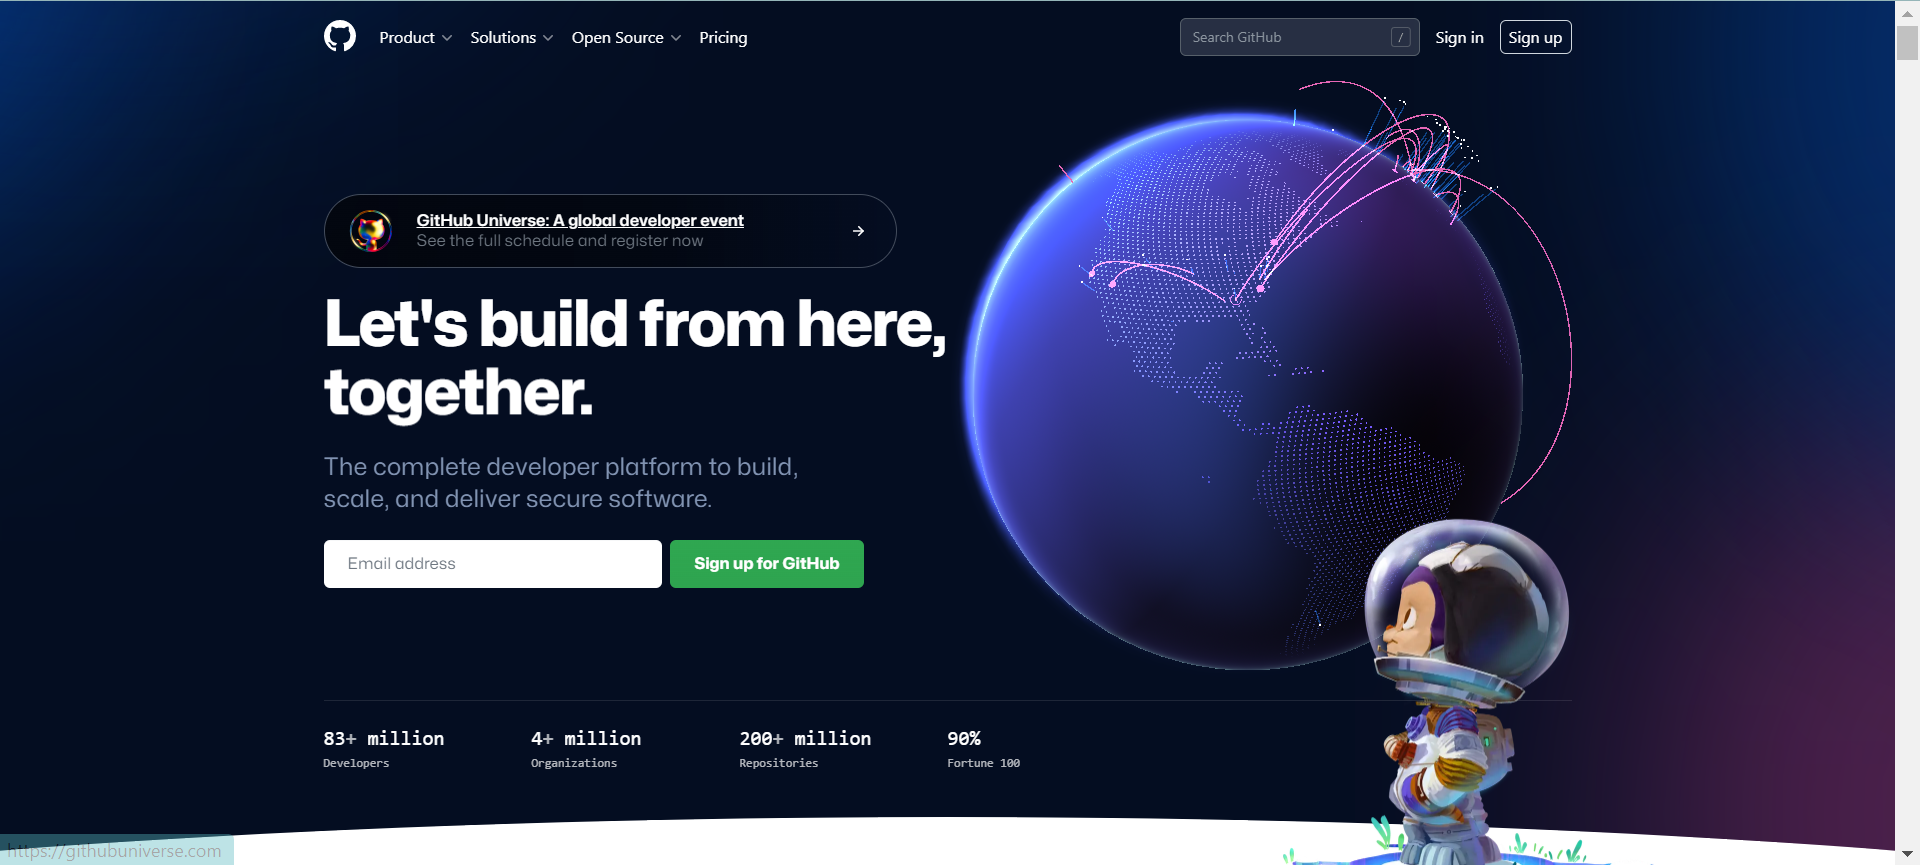 Product
Solutions
Open Source
Pricing
Search GitHub
/
Sign in
Sign up
GitHub Universe: A global developer event
See the full schedule and register now
Let's build from here,
together.
The complete developer platform to build,
scale, and deliver secure software.
Email address
Sign up for GitHub
83+ million
Developers
4+ million
Organizations
200+ million
Repositories
90%
Fortune 100
https://githubuniverse.com